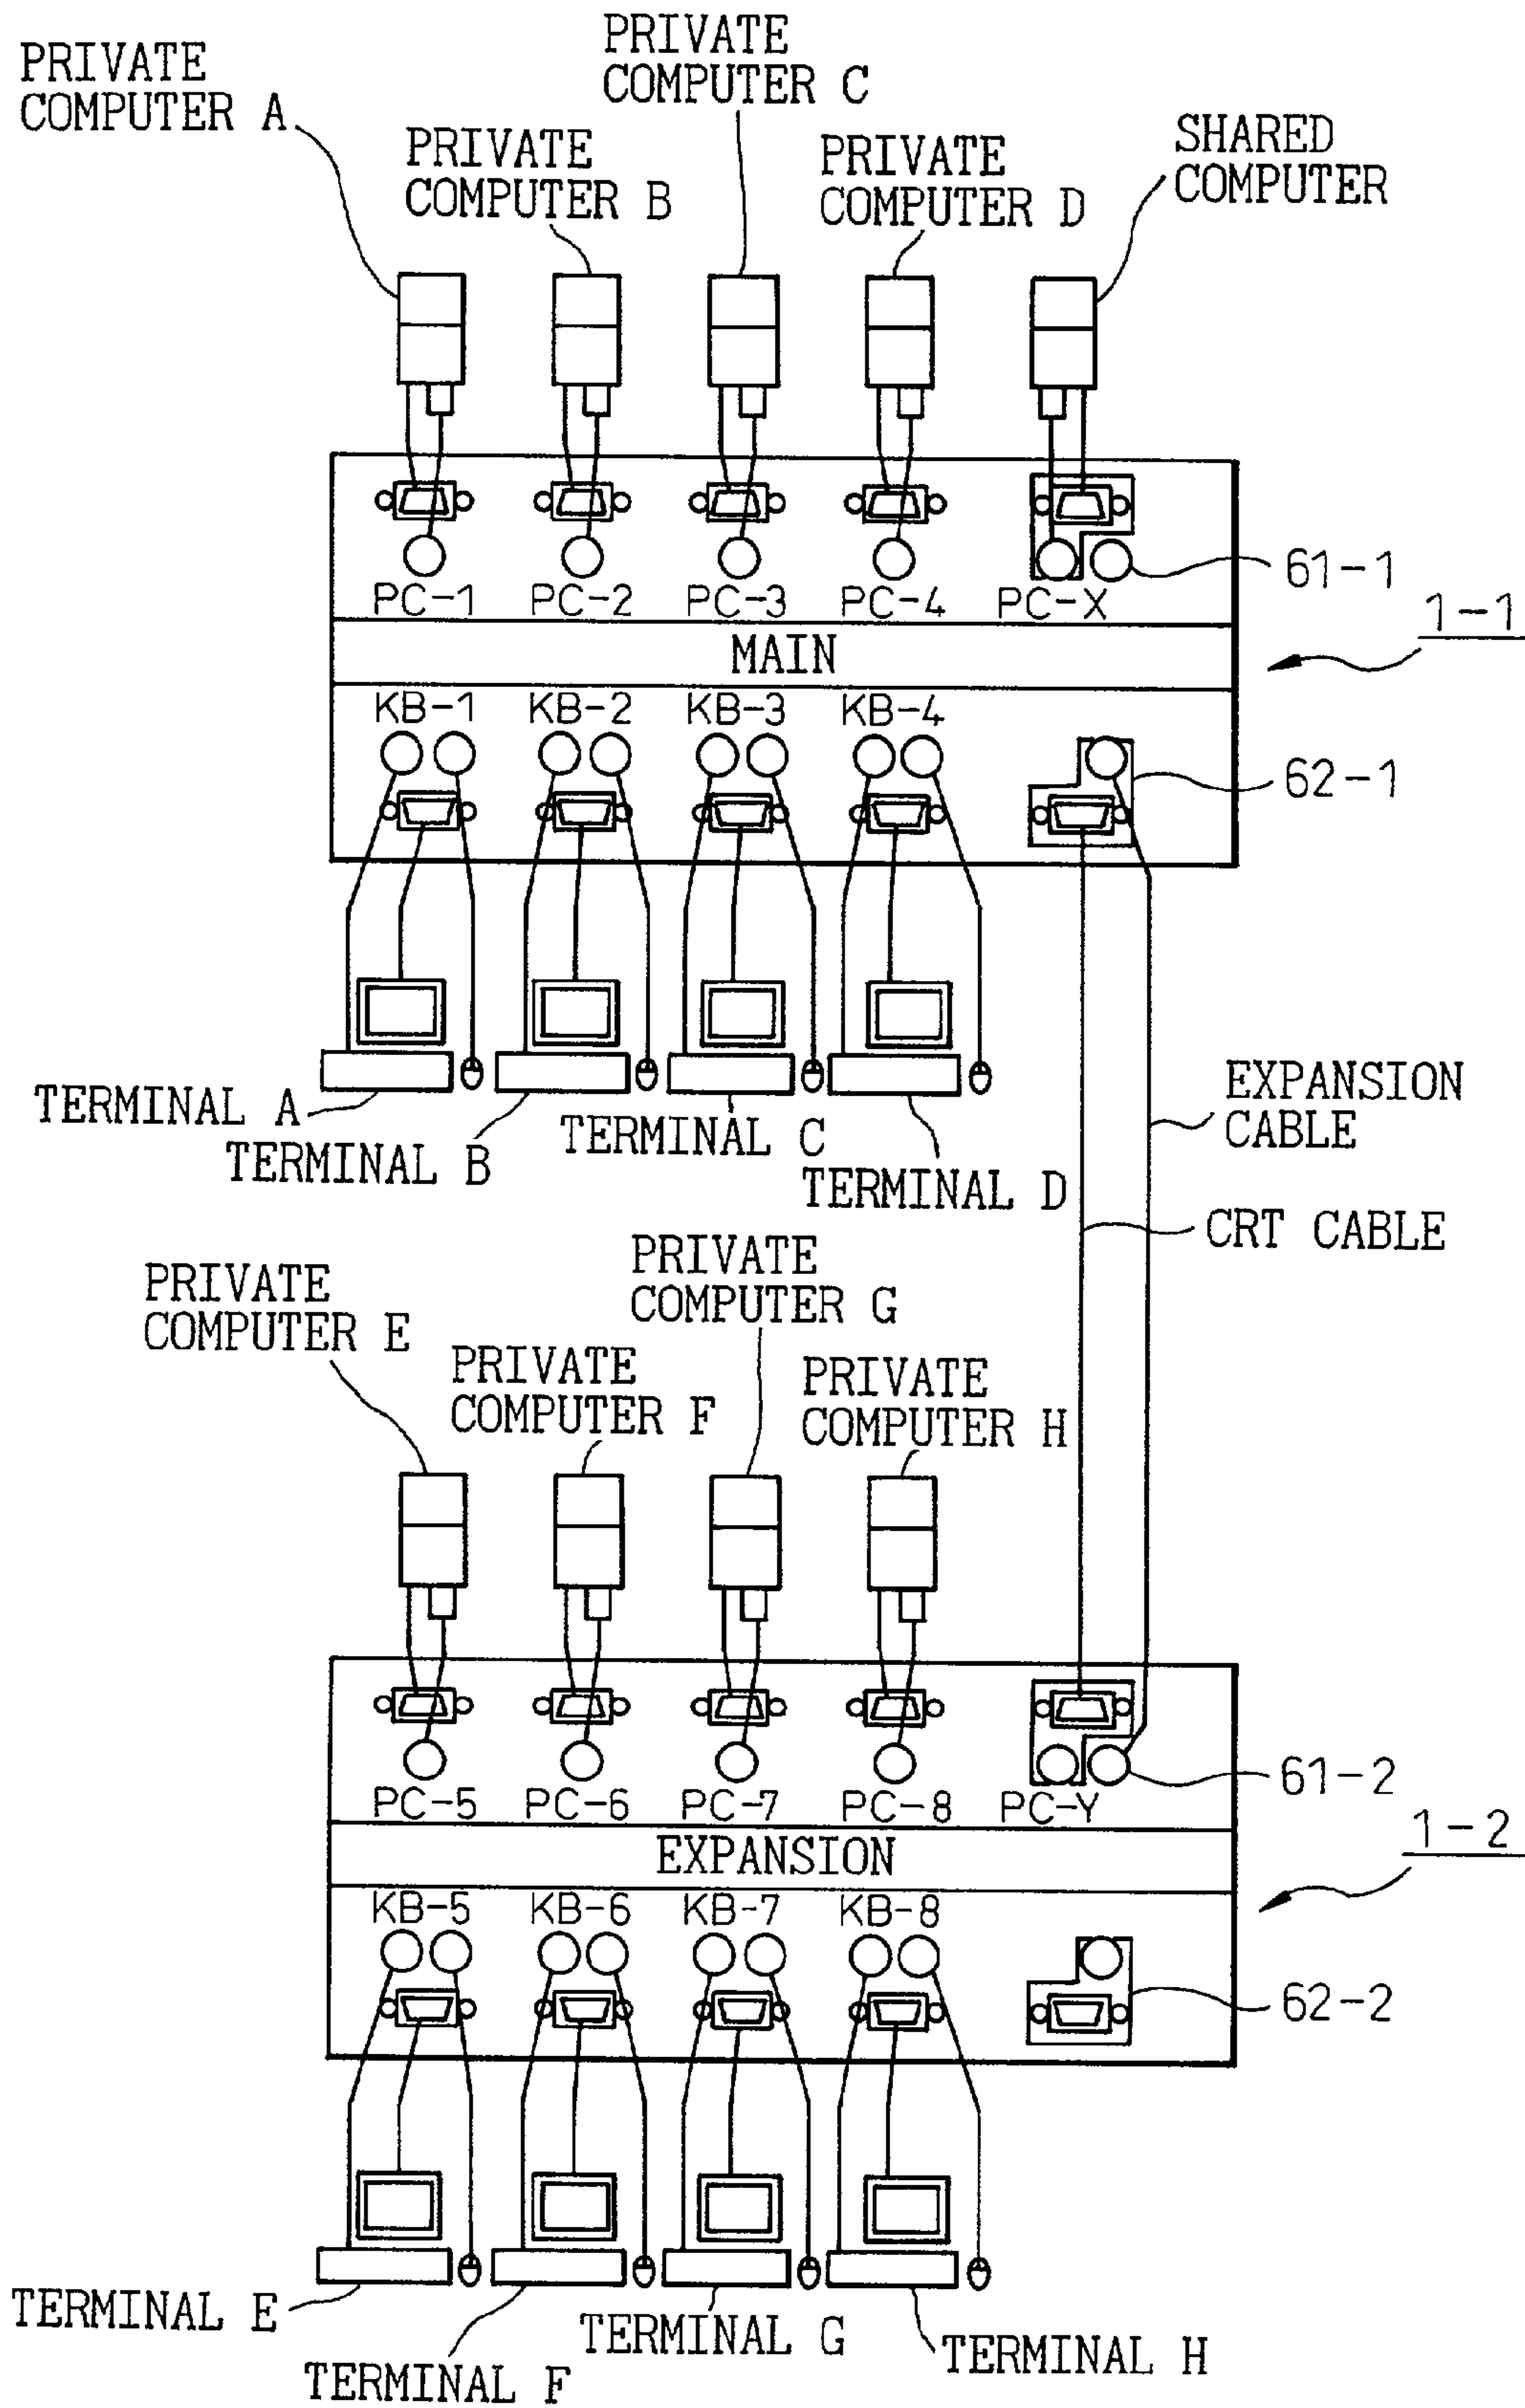 PRIVATE
COMPUTER A
PRIVATE
COMPUTER B
PRIVATE
COMPUTER C
PRIVATE
COMPUTER D
SHARED
COMPUTER
PC-1
PC-2
PC-3
PC-4
PC-X
61-1
1-1
MAIN
KB-1
KB-2
KB-3
KB-4
62-1
TERMINAL A
TERMINAL B
TERMINAL C
TERMINAL D
EXPANSION
CABLE
CRT CABLE
PRIVATE
COMPUTER E
PRIVATE
COMPUTER F
PRIVATE
COMPUTER G
PRIVATE
COMPUTER H
PC-5
PC-6
PC-7
PC-8
PC-Y
61-2
1-2
EXPANSION
KB-5
KB-6
KB-7
KB-8
62-2
TERMINAL E
TERMINAL F
TERMINAL G
TERMINAL H